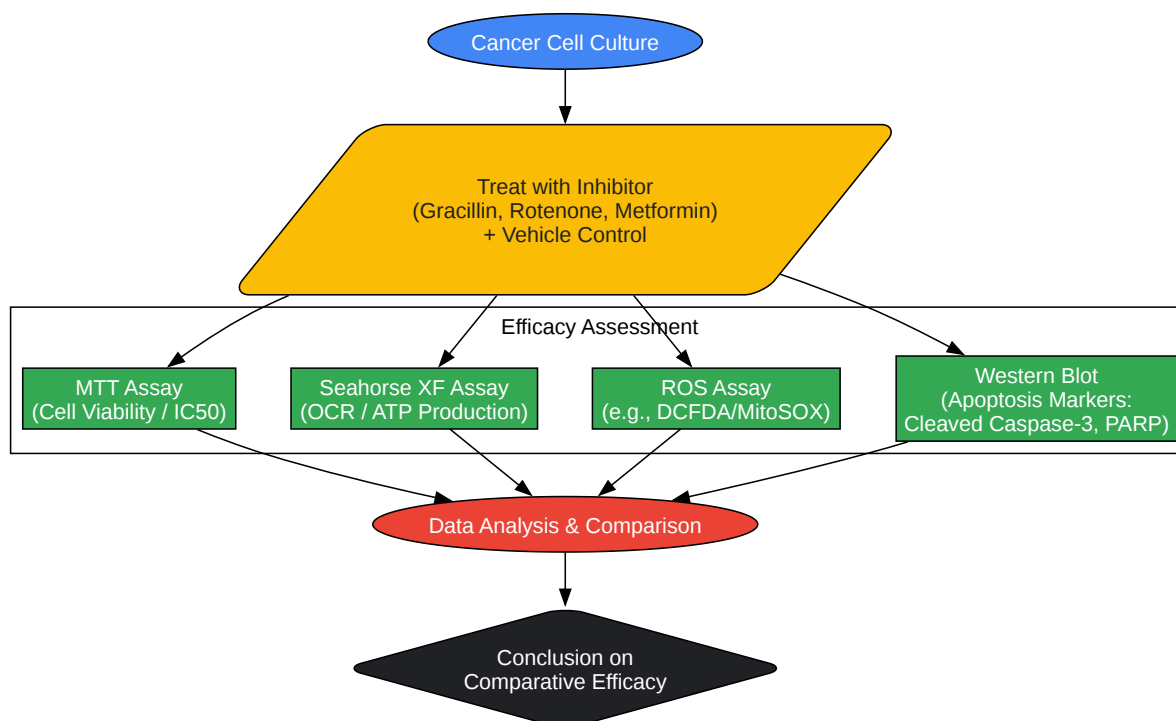 Cancer Cell Culture
Treat with Inhibitor
(Gracillin, Rotenone, Metformin)
+ Vehicle Control
Efficacy Assessment
MTT Assay
(Cell Viability / IC50)
Seahorse XF Assay
(OCR / ATP Production)
ROS Assay
(e.g., DCFDA/MitoSOX)
Western Blot
(Apoptosis Markers:
Cleaved Caspase-3, PARP)
Data Analysis & Comparison
Conclusion on
Comparative Efficacy